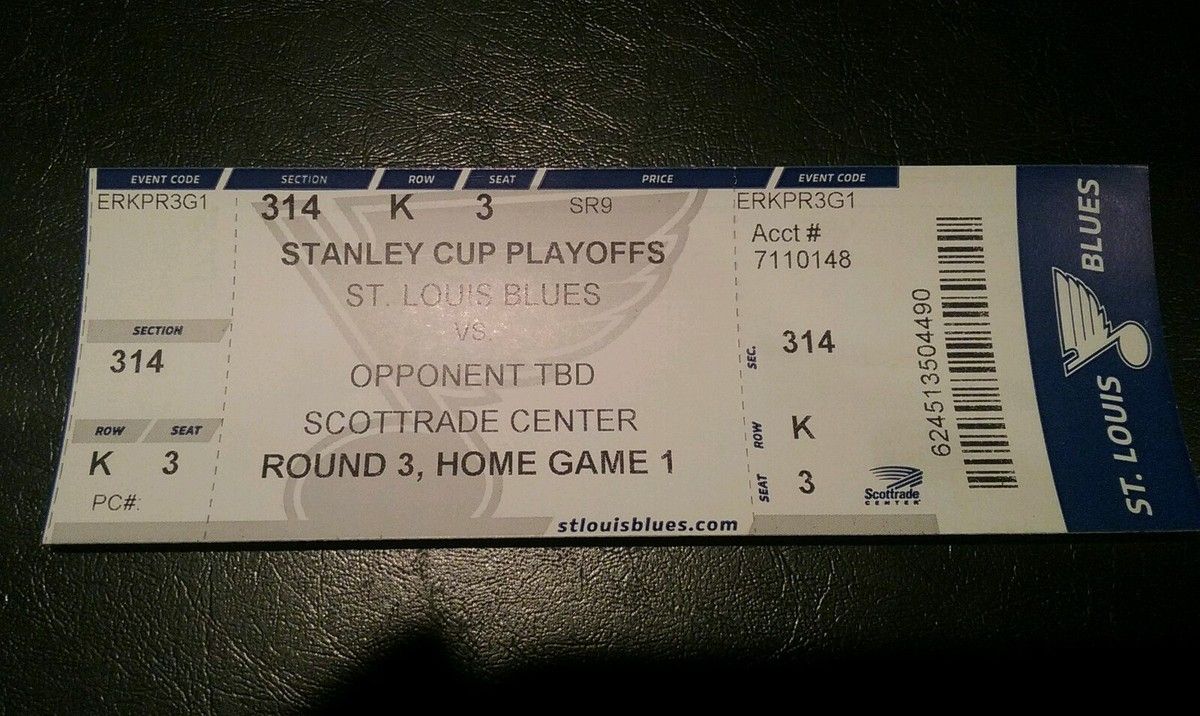 EVENT CODE SECTION ROW SEAT PRICE EVENT CODE
ERKPR3G1 314 K 3 SR9 ERKPR3G1
STANLEY CUP PLAYOFFS
ST. LOUIS BLUES
VS.
OPPONENT TBD
SCOTTRADE CENTER
ROUND 3, HOME GAME 1
stlouisblues.com
SECTION
314
ROW SEAT
K 3
PC#:
Acct #
7110148
SEC. 314
ROW K
SEAT 3
Scottrade
CENTER
624513504490
ST. LOUIS BLUES